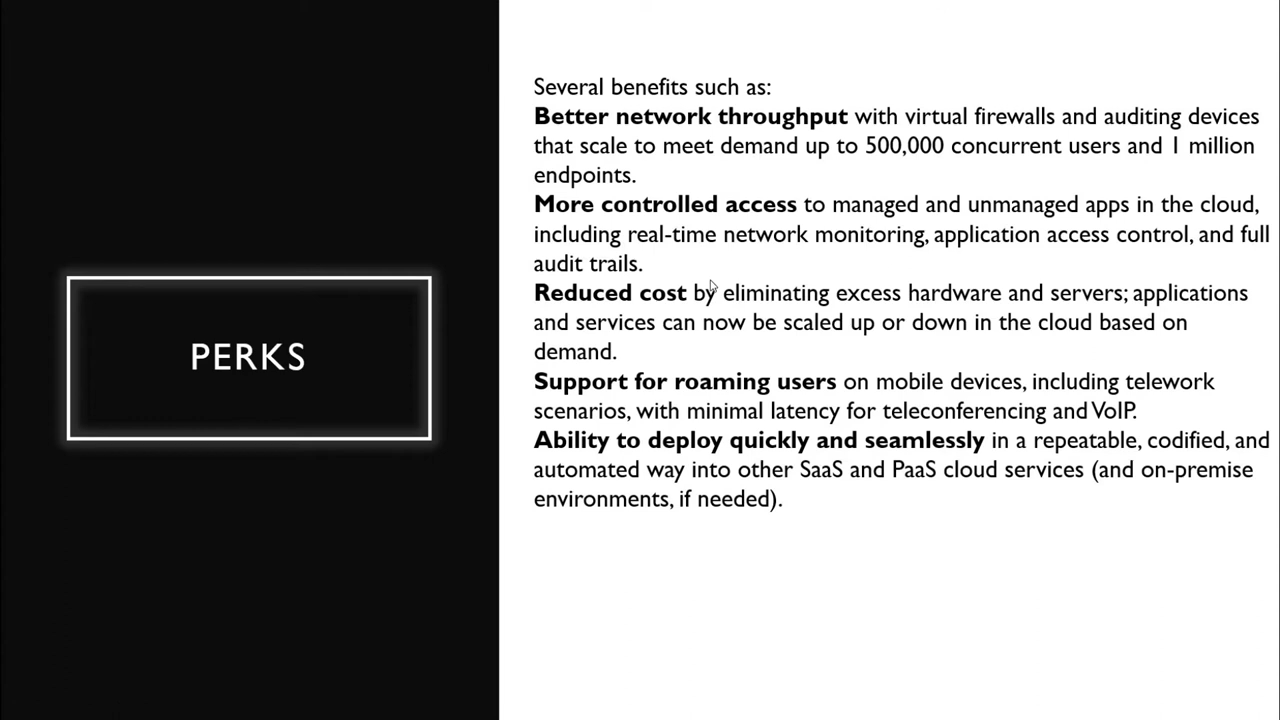 PERKS
Several benefits such as:
Better network throughput with virtual firewalls and auditing devices
that scale to meet demand up to 500,000 concurrent users and 1 million
endpoints.
More controlled access to managed and unmanaged apps in the cloud,
including real-time network monitoring, application access control, and full
audit trails.
Reduced cost by eliminating excess hardware and servers; applications
and services can now be scaled up or down in the cloud based on
demand.
Support for roaming users on mobile devices, including telework
scenarios, with minimal latency for teleconferencing and VoIP.
Ability to deploy quickly and seamlessly in a repeatable, codified, and
automated way into other SaaS and PaaS cloud services (and on-premise
environments, if needed).